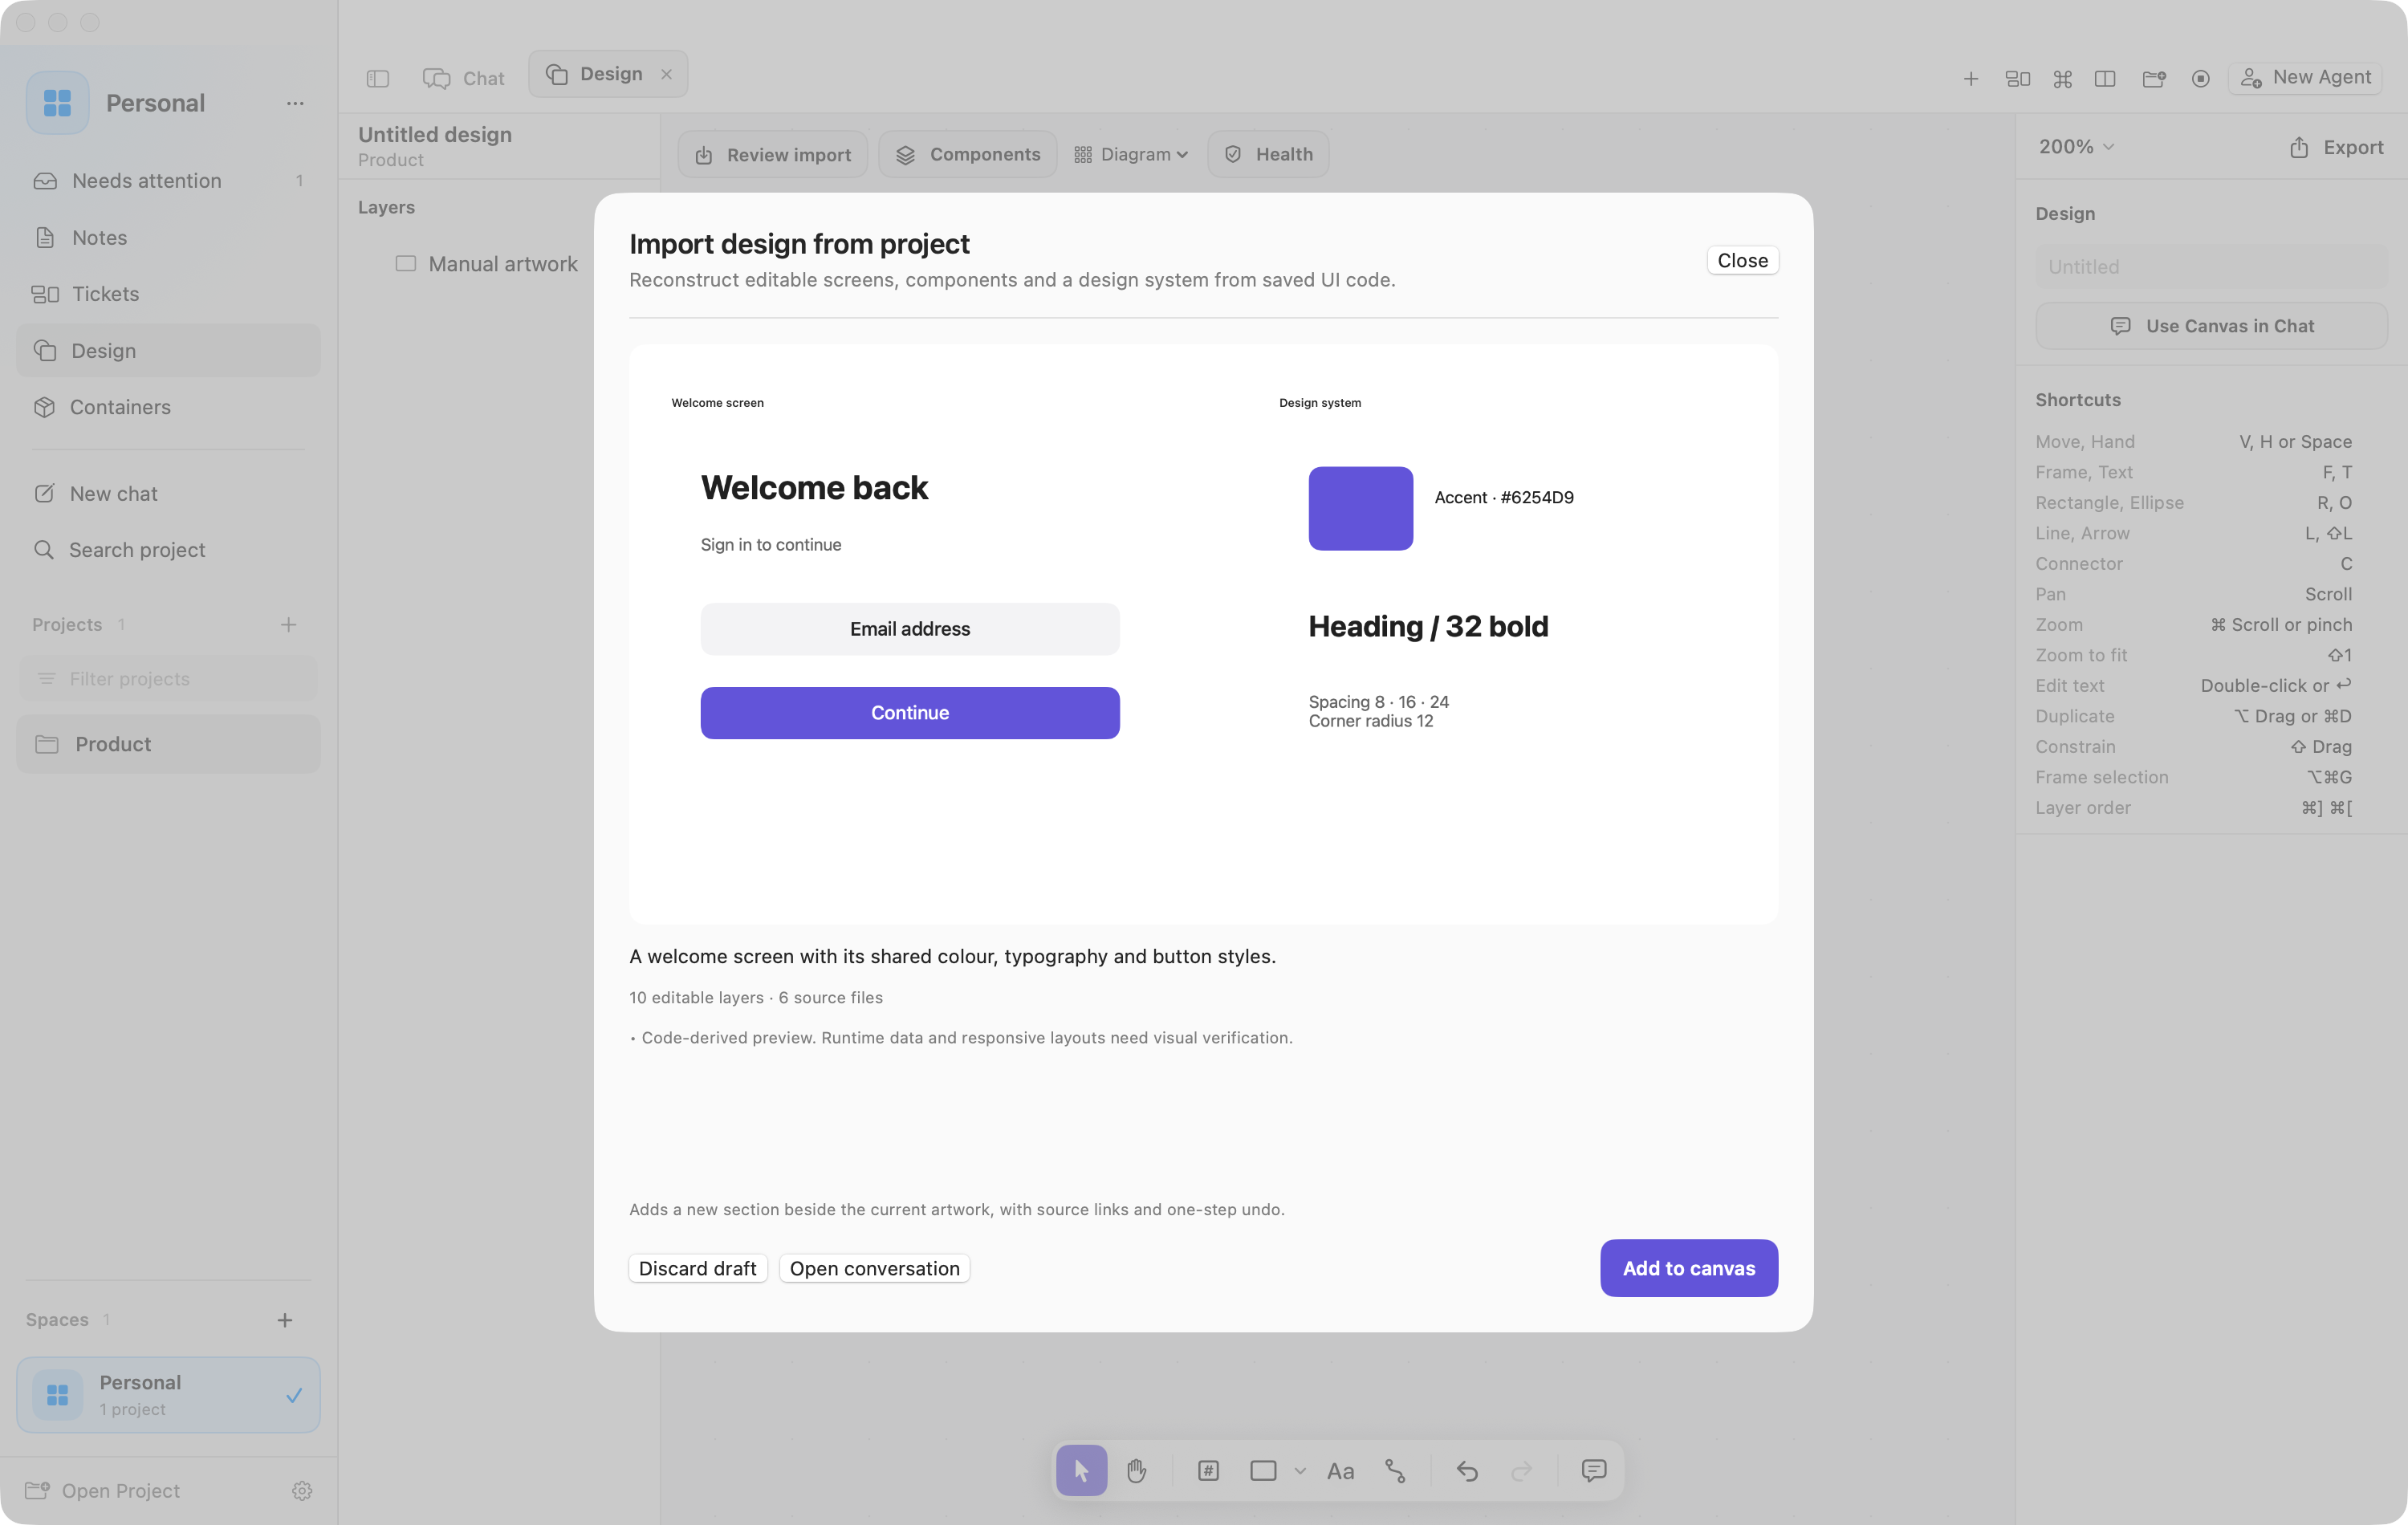 Personal
Needs attention 1
Notes
Tickets
Design
Containers
New chat
Search project
Projects 1
Filter projects
Product
Spaces 1
Personal
1 project
Open Project
Chat
Design
New Agent
Untitled design
Product
Layers
Manual artwork
Review import
Components
Diagram
Health
Import design from project
Reconstruct editable screens, components and a design system from saved UI code.
Close
Welcome screen
Welcome back
Sign in to continue
Email address
Continue
Design system
Accent · #6254D9
Heading / 32 bold
Spacing 8 · 16 · 24
Corner radius 12
A welcome screen with its shared colour, typography and button styles.
10 editable layers · 6 source files
• Code-derived preview. Runtime data and responsive layouts need visual verification.
Adds a new section beside the current artwork, with source links and one-step undo.
Discard draft
Open conversation
Add to canvas
Aa
200%
Export
Design
Untitled
Use Canvas in Chat
Shortcuts
Move, Hand V, H or Space
Frame, Text F, T
Rectangle, Ellipse R, O
Line, Arrow L, ⇧L
Connector C
Pan Scroll
Zoom ⌘ Scroll or pinch
Zoom to fit ⇧1
Edit text Double-click or ↩
Duplicate ⌥ Drag or ⌘D
Constrain ⇧ Drag
Frame selection ⌥⌘G
Layer order ⌘] ⌘[